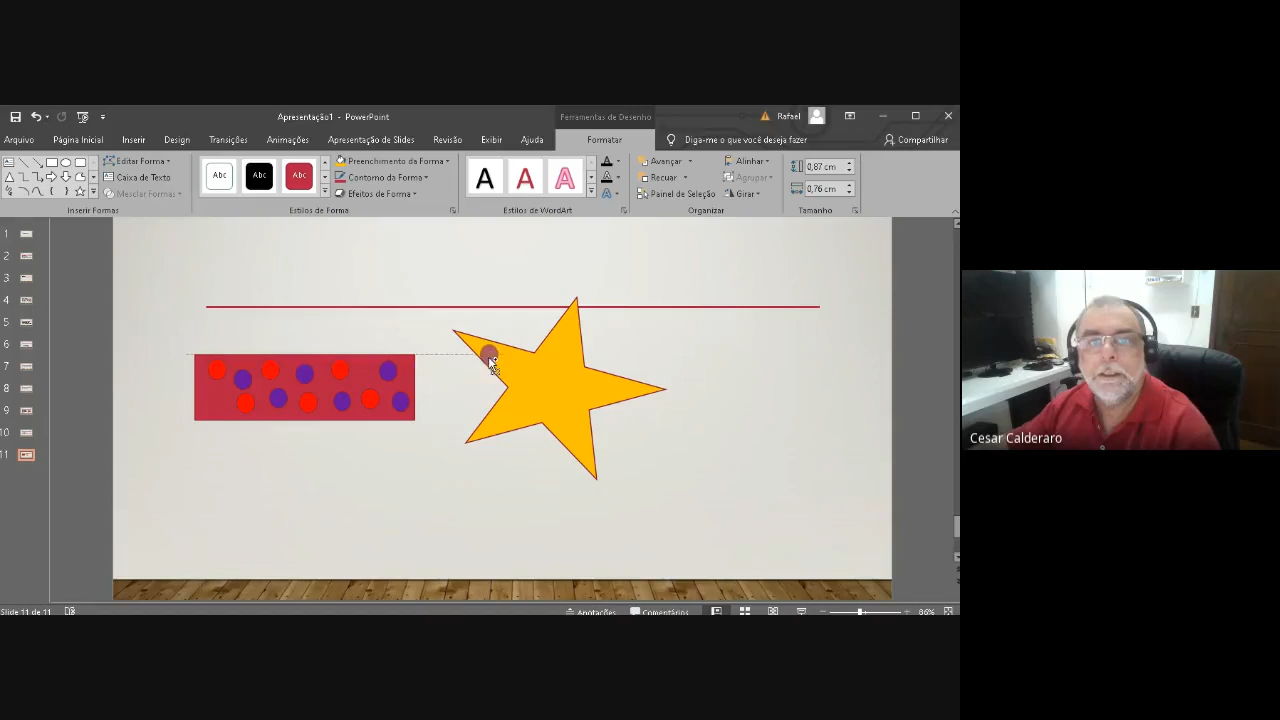 Apresentação1 - PowerPoint
Ferramentas de Desenho
Rafael
Arquivo
Página Inicial
Inserir
Design
Transições
Animações
Apresentação de Slides
Revisão
Exibir
Ajuda
Formatar
Diga-me o que você deseja fazer
Compartilhar
Editar Forma
Caixa de Texto
Mesclar Formas
Inserir Formas
Abc
Abc
Abc
Preenchimento da Forma
Contorno da Forma
Efeitos de Forma
Estilos de Forma
A
A
A
A
A
A
Estilos de WordArt
Avançar
Recuar
Painel de Seleção
Alinhar
Agrupar
Girar
Organizar
0,87 cm
0,76 cm
Tamanho
1
2
3
4
5
6
7
8
9
10
11
Cesar Calderaro
Slide 11 de 11
Anotações
Comentários
86%